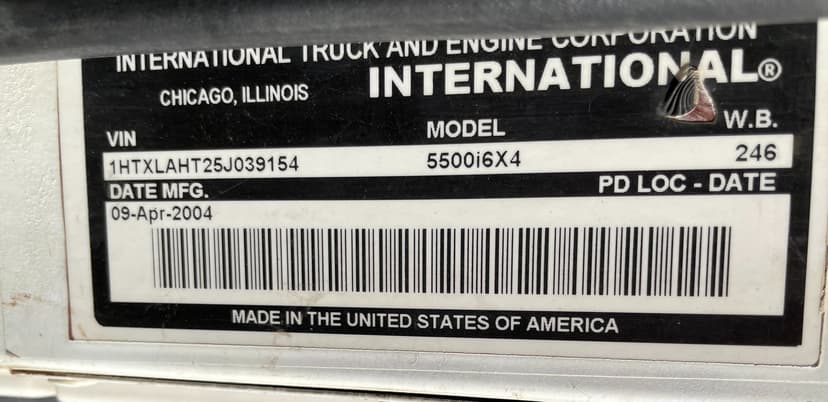 INTERNATIONAL TRUCK AND ENGINE CORPORATION
CHICAGO, ILLINOIS
INTERNATIONAL®
VIN MODEL W.B.
1HTXLAHT25J039154 5500i6X4 246
DATE MFG. PD LOC - DATE
09-Apr-2004
MADE IN THE UNITED STATES OF AMERICA